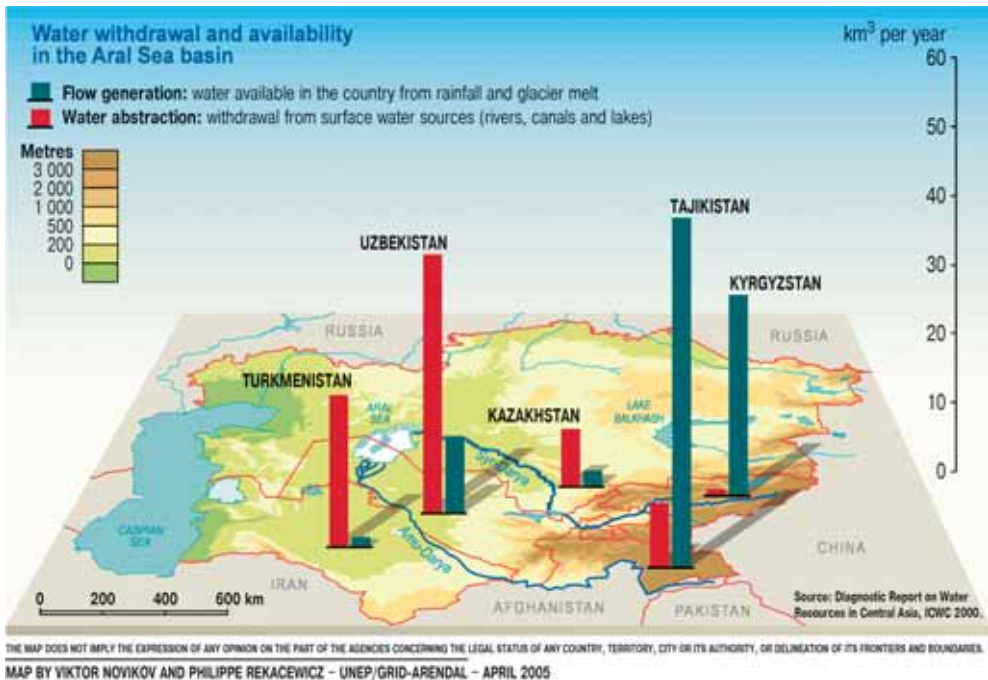 Water withdrawal and availability
in the Aral Sea basin
km³ per year
Flow generation: water available in the country from rainfall and glacier melt
Water abstraction: withdrawal from surface water sources (rivers, canals and lakes)
Metres
3 000
2 000
1 000
500
200
0
60
50
40
30
20
10
0
TAJIKISTAN
UZBEKISTAN
KYRGYZSTAN
RUSSIA
RUSSIA
TURKMENISTAN
ARAL
SEA
KAZAKHSTAN
LAKE
BALKHASH
Syr-Darya
CASPIAN
SEA
Amu-Darya
CHINA
IRAN
AFGHANISTAN
PAKISTAN
0 200 400 600 km
Source: Diagnostic Report on Water
Resources in Central Asia, ICWC 2000.
THE MAP DOES NOT IMPLY THE EXPRESSION OF ANY OPINION ON THE PART OF THE AGENCIES CONCERNING THE LEGAL STATUS OF ANY COUNTRY, TERRITORY, CITY OR ITS AUTHORITY, OR DELINEATION OF ITS FRONTIERS AND BOUNDARIES.
MAP BY VIKTOR NOVIKOV AND PHILIPPE REKACEWICZ – UNEP/GRID-ARENDAL – APRIL 2005